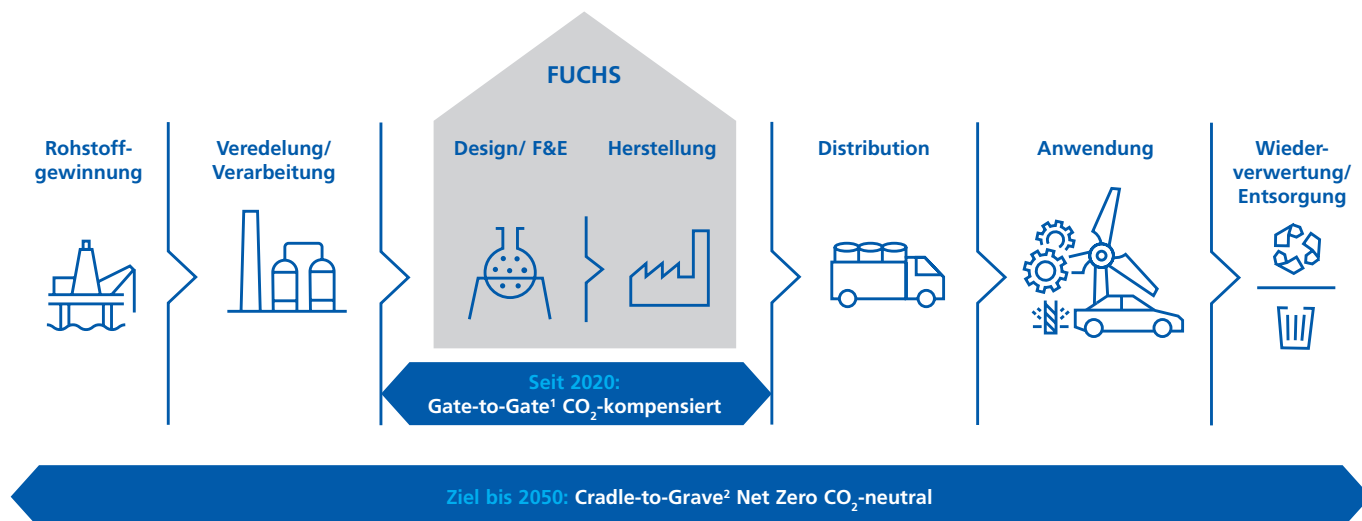 FUCHS
Rohstoff-
gewinnung
Veredelung/
Verarbeitung
Design/ F&E
Herstellung
Distribution
Anwendung
Wieder-
verwertung/
Entsorgung
Seit 2020:
Gate-to-Gate¹ CO₂-kompensiert
Ziel bis 2050: Cradle-to-Grave² Net Zero CO₂-neutral